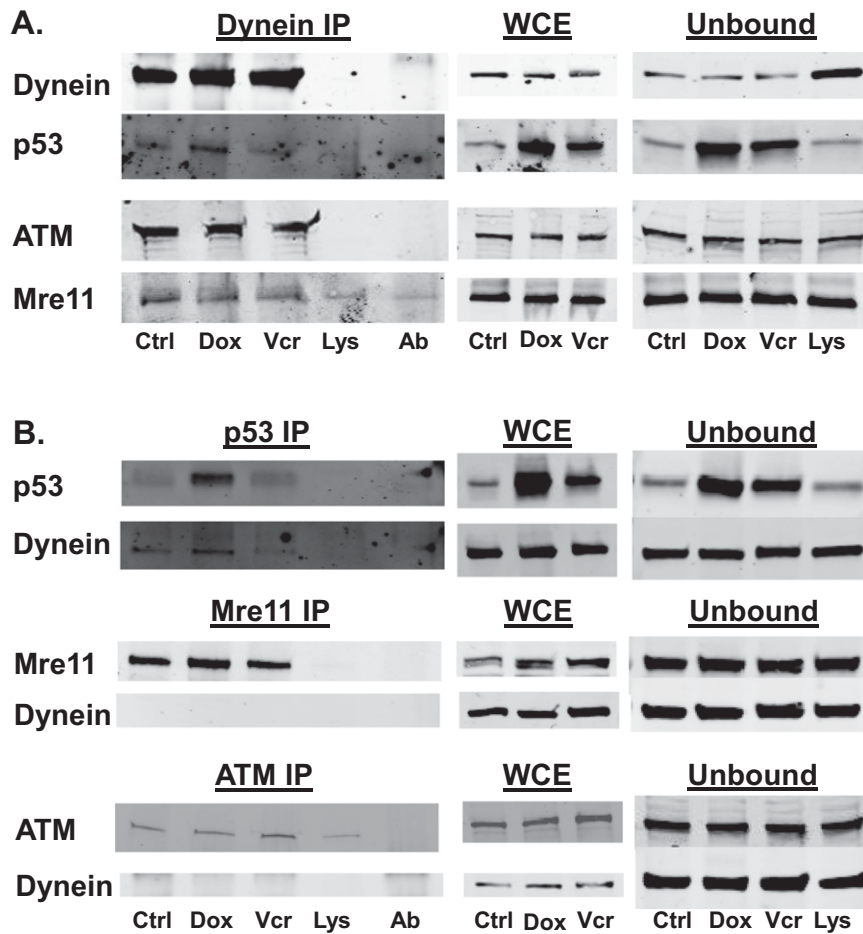 A.
Dynein IP WCE Unbound
Dynein
p53
ATM
Mre11
Ctrl Dox Vcr Lys Ab Ctrl Dox Vcr Ctrl Dox Vcr Lys
B.
p53 IP WCE Unbound
p53
Dynein
Mre11 IP WCE Unbound
Mre11
Dynein
ATM IP WCE Unbound
ATM
Dynein
Ctrl Dox Vcr Lys Ab Ctrl Dox Vcr Ctrl Dox Vcr Lys